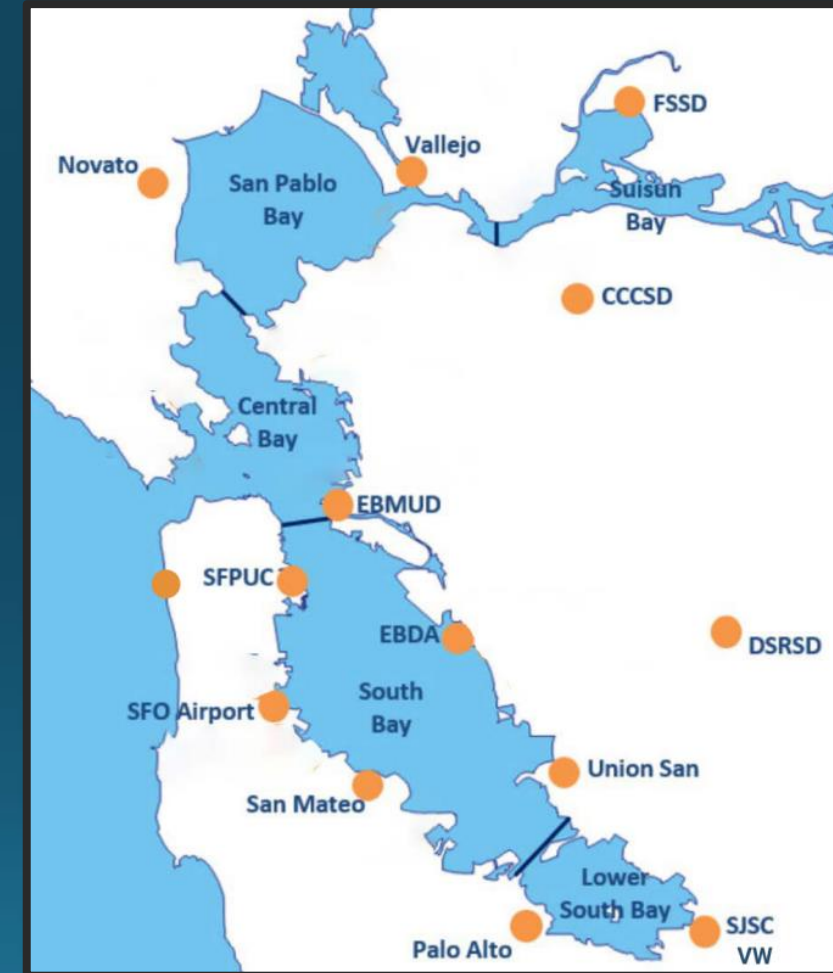 FSSD
Vallejo
Novato
San Pablo
Bay
Suisun
Bay
CCCSD
Central
Bay
EBMUD
SFPUC
EBDA
DSRSD
South
Bay
SFO Airport
Union San
San Mateo
Lower
South Bay
SJSC
VW
Palo Alto